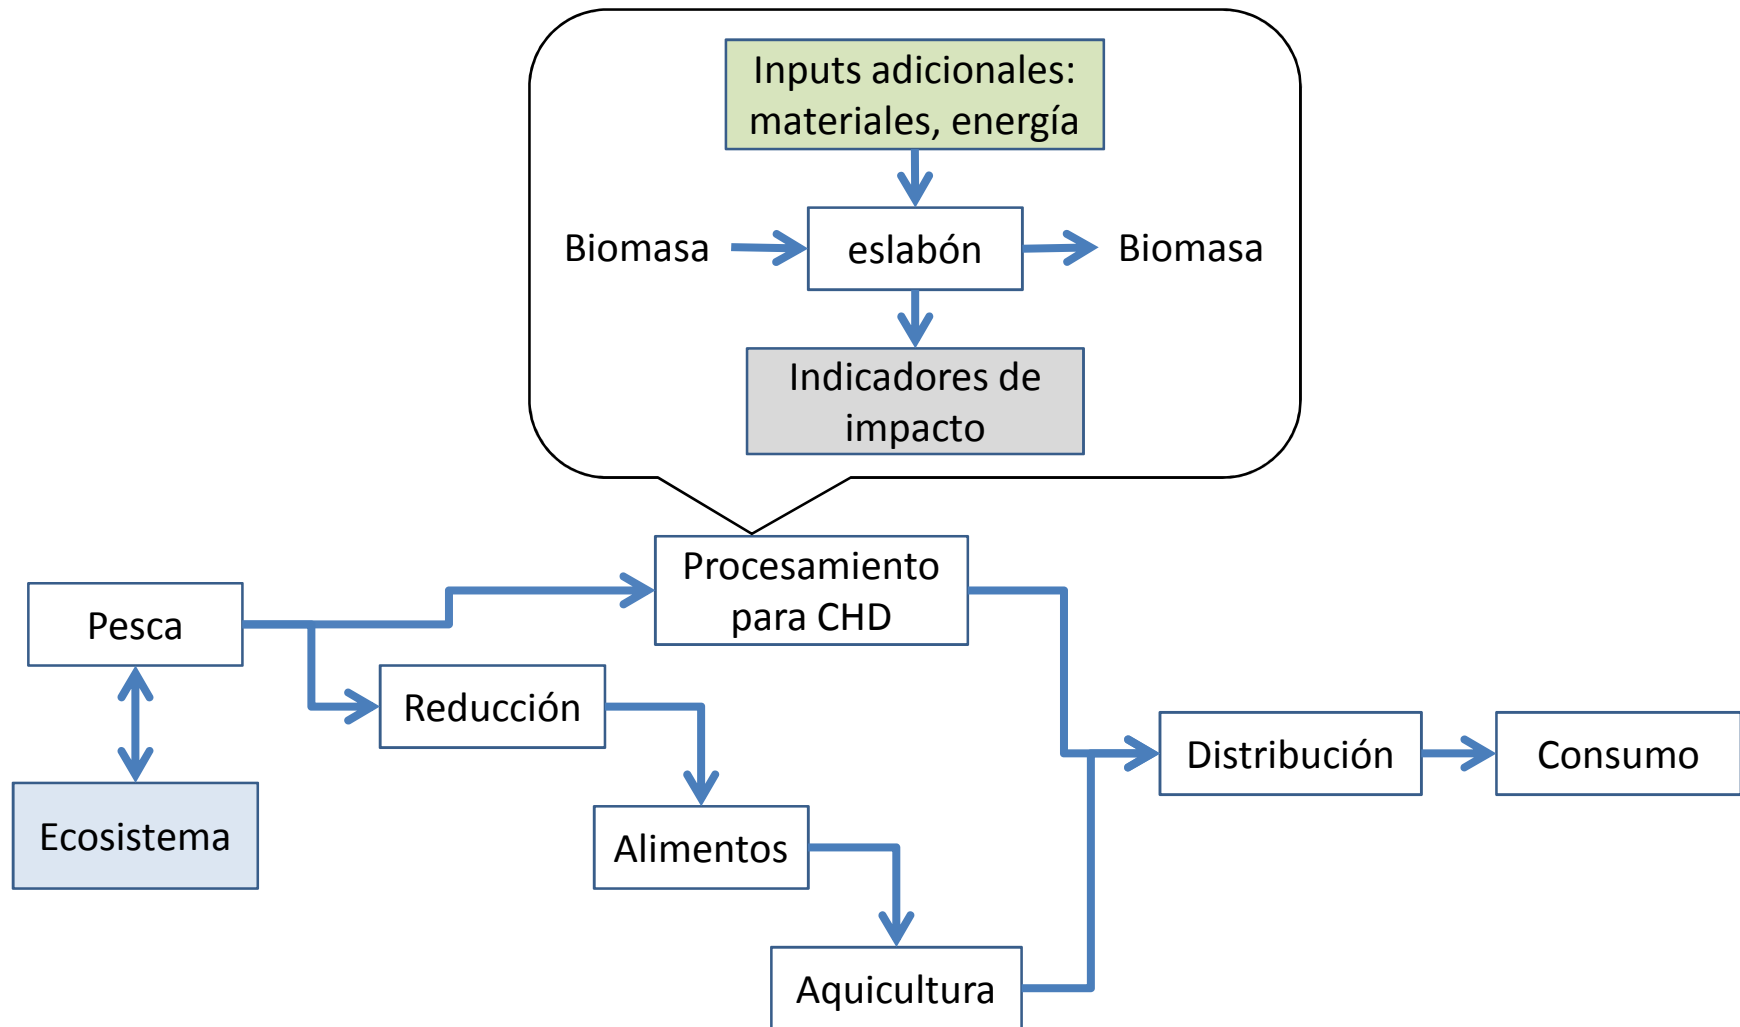 Inputs adicionales:
materiales, energía
Biomasa
eslabón
Biomasa
Indicadores de
impacto
Procesamiento
para CHD
Pesca
Reducción
Distribución
Consumo
Ecosistema
Alimentos
Aquicultura